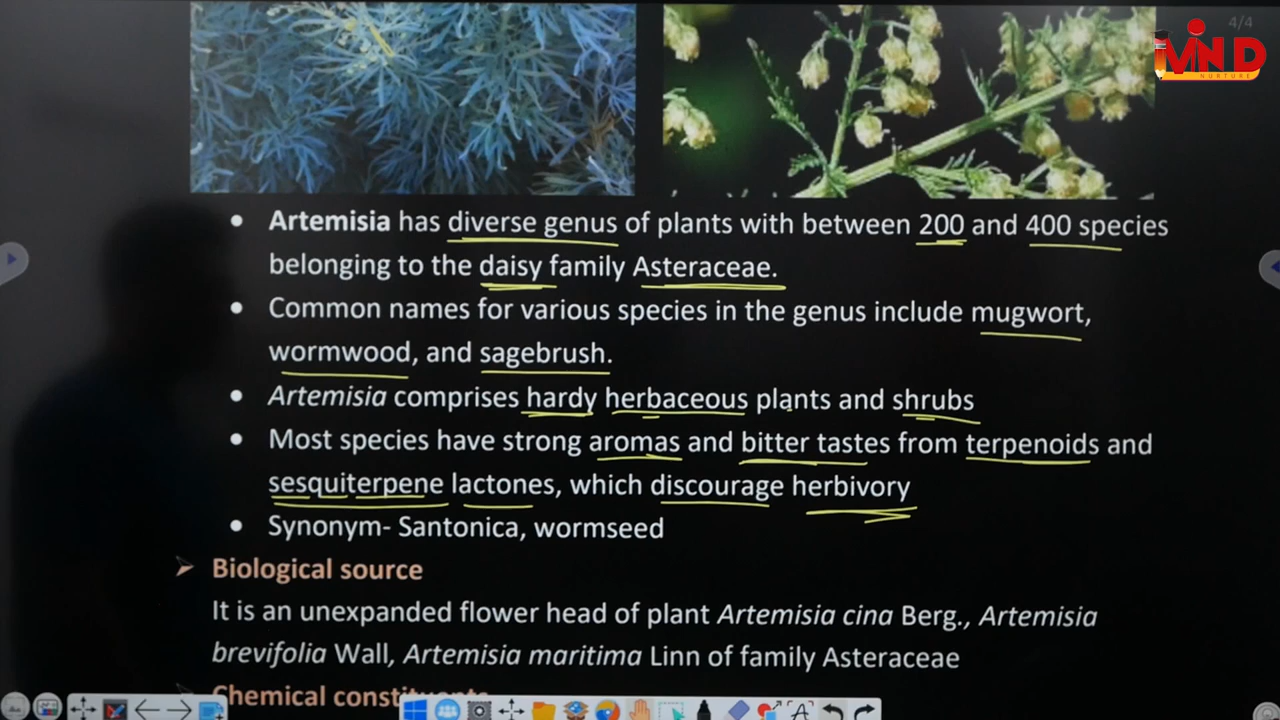 4/4
MIND
NURTURE
• Artemisia has diverse genus of plants with between 200 and 400 species
belonging to the daisy family Asteraceae.
• Common names for various species in the genus include mugwort,
wormwood, and sagebrush.
• Artemisia comprises hardy herbaceous plants and shrubs
• Most species have strong aromas and bitter tastes from terpenoids and
sesquiterpene lactones, which discourage herbivory
• Synonym- Santonica, wormseed
➢ Biological source
It is an unexpanded flower head of plant Artemisia cina Berg., Artemisia
brevifolia Wall, Artemisia maritima Linn of family Asteraceae
Chemical constituents